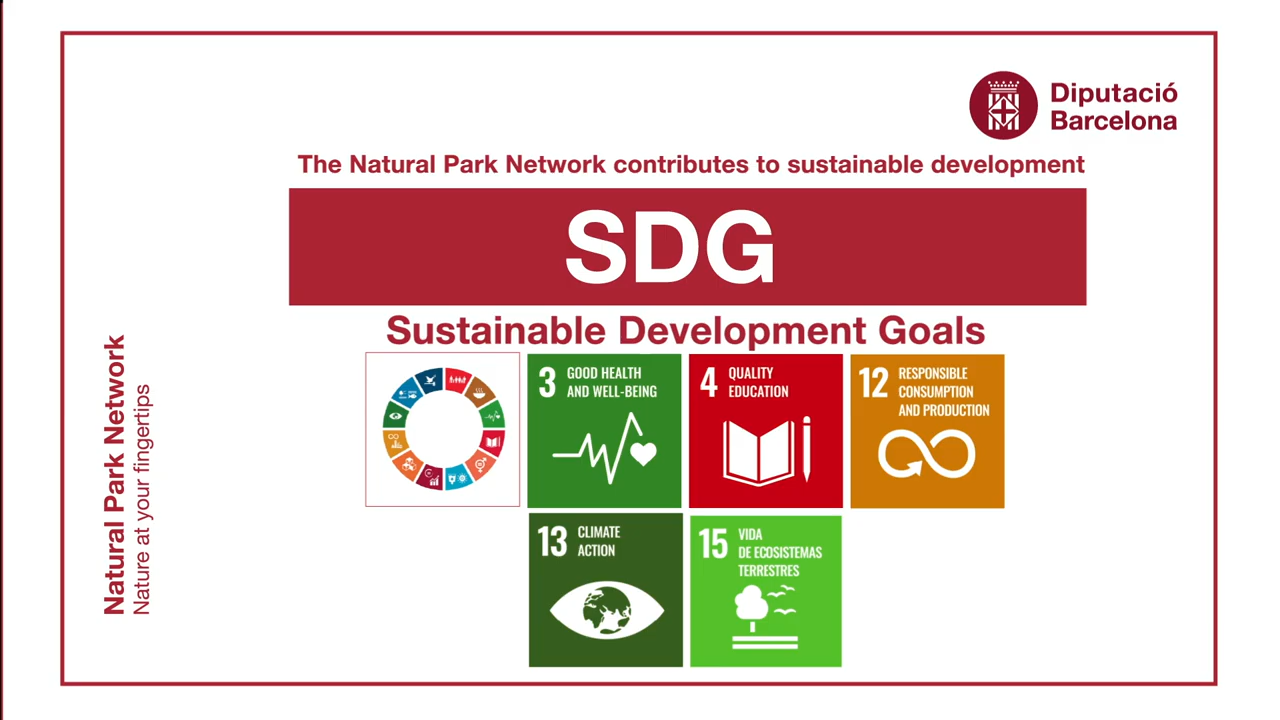 Diputació
Barcelona
The Natural Park Network contributes to sustainable development
SDG
Sustainable Development Goals
3 GOOD HEALTH
AND WELL-BEING
4 QUALITY
EDUCATION
12 RESPONSIBLE
CONSUMPTION
AND PRODUCTION
13 CLIMATE
ACTION
15 VIDA
DE ECOSISTEMAS
TERRESTRES
Natural Park Network
Nature at your fingertips